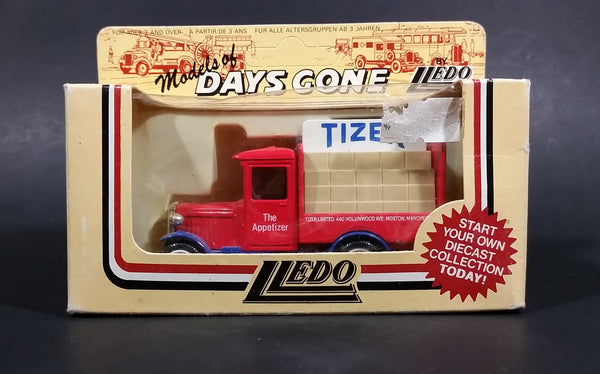 FOR AGES 3 AND OVER A PARTIR DE 3 ANS FUR ALLE ALTERSGRUPPEN AB 3 JAHREN
Models of
DAYS GONE
BY
LLEDO
TIZE
The
Appetizer
TIZER LIMITED 440 HOLLINWOOD AVE. MOSTON, MANCHE
LLEDO
START
YOUR OWN
DIECAST
COLLECTION
TODAY!